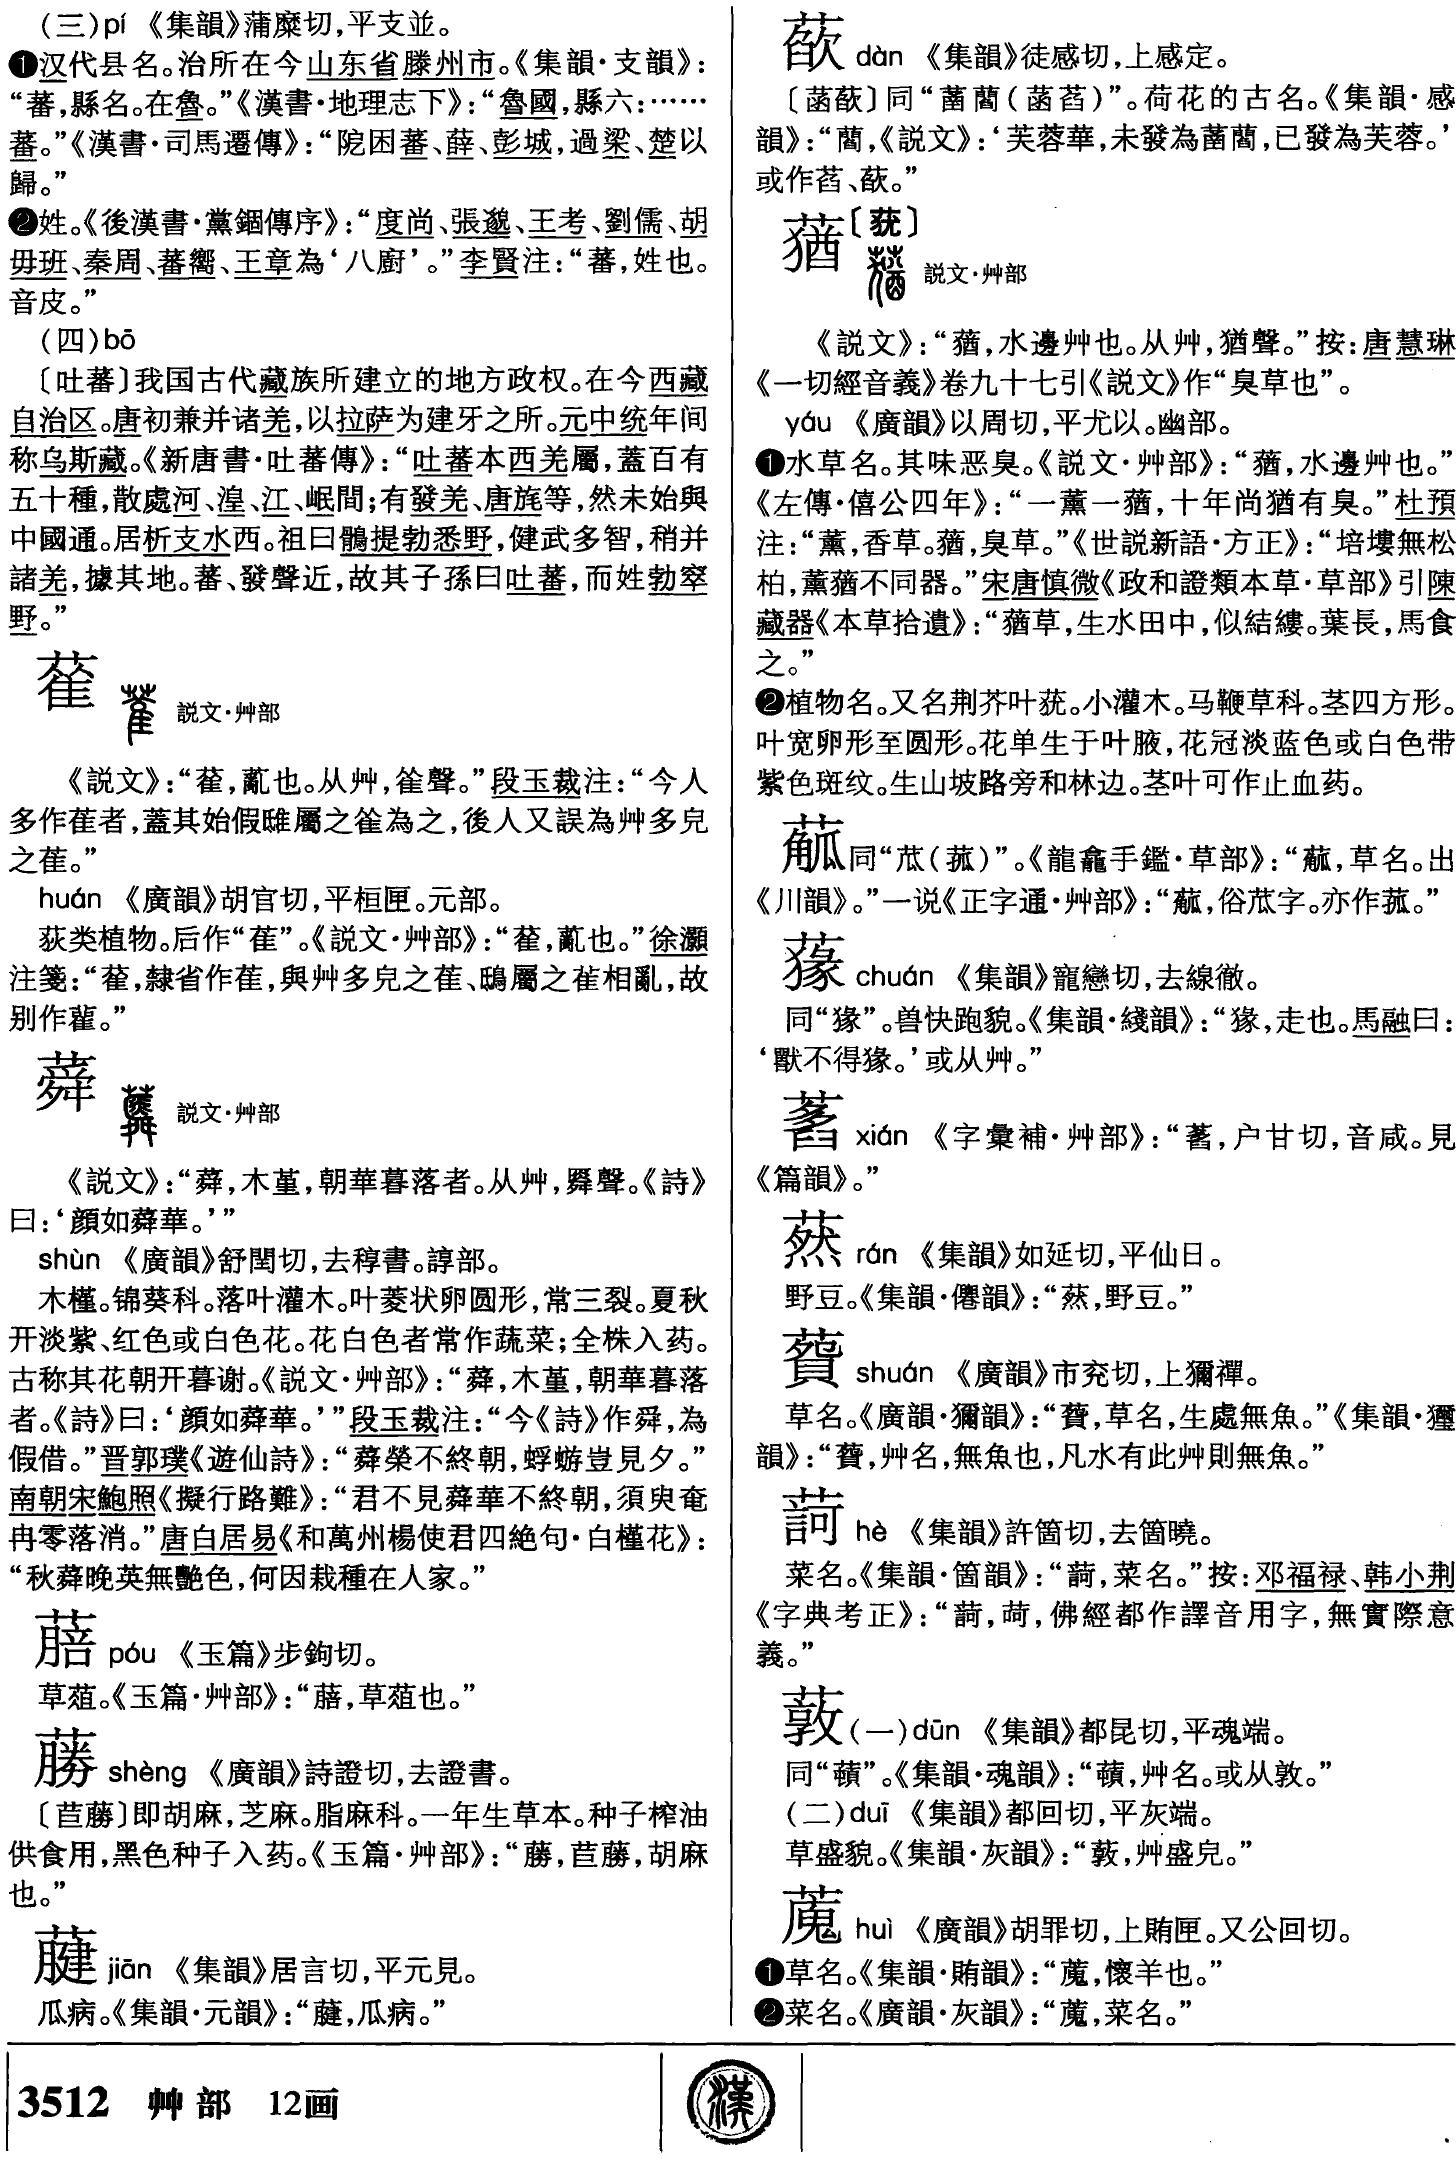 (三)pí 《集韻》蒲糜切,平支並。
❶汉代县名。治所在今山东省滕州市。《集韻·支韻》:
“蕃,縣名。在魯。”《漢書·地理志下》:“魯國,縣六:……
蕃。”《漢書·司馬遷傳》:“阸困蕃、薛、彭城,過梁、楚以
歸。”
❷姓。《後漢書·黨錮傳序》:“度尚、張邈、王考、劉儒、胡
毋班、秦周、蕃嚮、王章為‘八廚’。”李賢注:“蕃,姓也。
音皮。”
(四)bō
〔吐蕃〕我国古代藏族所建立的地方政权。在今西藏
自治区。唐初兼并诸羌,以拉萨为建牙之所。元中统年间
称乌斯藏。《新唐書·吐蕃傳》:“吐蕃本西羌屬,蓋百有
五十種,散處河、湟、江、岷間;有發羌、唐旄等,然未始與
中國通。居析支水西。祖曰鶻提勃悉野,健武多智,稍并
諸羌,據其地。蕃、發聲近,故其子孫曰吐蕃,而姓勃窣
野。”
説文·艸部
《説文》:“雚,薍也。从艸,聲。”段玉裁注:“今人
多作萑者,蓋其始假雎屬之萑為之,後人又誤為艸多皃
之萑。”
huán 《廣韻》胡官切,平桓匣。元部。
荻类植物。后作“萑”。《説文·艸部》:“,薍也。”徐灝
注箋:“,隸省作萑,與艸多皃之萑、鴟屬之萑相亂,故
别作雚。”
蕣 説文·艸部
《説文》:“蕣,木堇,朝華暮落者。从艸,䑞聲。《詩》
曰:‘顔如蕣華。’”
shùn 《廣韻》舒閏切,去稕書。諄部。
木槿。锦葵科。落叶灌木。叶菱状卵圆形,常三裂。夏秋
开淡紫、红色或白色花。花白色者常作蔬菜;全株入药。
古称其花朝开暮谢。《説文·艸部》:“蕣,木堇,朝華暮落
者。《詩》曰:‘顔如蕣華。’”段玉裁注:“今《詩》作舜,為
假借。”晋郭璞《遊仙詩》:“蕣榮不終朝,蜉蝣豈見夕。”
南朝宋鮑照《擬行路難》:“君不見蕣華不終朝,須臾奄
冉零落消。”唐白居易《和萬州楊使君四絶句·白槿花》:
“秋蕣晚英無艷色,何因栽種在人家。”
póu 《玉篇》步鉤切。
草蒩。《玉篇·艸部》:“,草蒩也。”
蕂 shèng 《廣韻》詩證切,去證書。
〔苣蕂〕即胡麻,芝麻。脂麻科。一年生草本。种子榨油
供食用,黑色种子入药。《玉篇·艸部》:“蕂,苣蕂,胡麻
也。”
jiān 《集韻》居言切,平元見。
瓜病。《集韻·元韻》:“,瓜病。”
dàn 《集韻》徒感切,上感定。
〔菡〕同“菡藺(菡萏)”。荷花的古名。《集韻·感
韻》:“藺,《説文》:‘芙蓉華,未發為菡藺,已發為芙蓉。’
或作萏、。”
蕕〔莸〕 説文·艸部
《説文》:“蕕,水邊艸也。从艸,猶聲。”按:唐慧琳
《一切經音義》卷九十七引《説文》作“臭草也”。
yóu 《廣韻》以周切,平尤以。幽部。
❶水草名。其味恶臭。《説文·艸部》:“蕕,水邊艸也。”
《左傳·僖公四年》:“一薰一蕕,十年尚猶有臭。”杜預
注:“薰,香草。蕕,臭草。”《世説新語·方正》:“培塿無松
柏,薰蕕不同器。”宋唐慎微《政和證類本草·草部》引陳
藏器《本草拾遺》:“蕕草,生水田中,似結縷。葉長,馬食
之。”
❷植物名。又名荆芥叶莸。小灌木。马鞭草科。茎四方形。
叶宽卵形至圆形。花单生于叶腋,花冠淡蓝色或白色带
紫色斑纹。生山坡路旁和林边。茎叶可作止血药。
同“苽(菰)”。《龍龕手鑑·草部》:“,草名。出
《川韻》。”一说《正字通·艸部》:“,俗苽字。亦作菰。”
chuán 《集韻》寵戀切,去線徹。
同“猭”。兽快跑貌。《集韻·綫韻》:“猭,走也。馬融曰:
‘獸不得猭。’或从艸。”
xián 《字彙補·艸部》:“,户甘切,音咸。見
《篇韻》。”
蕵 rán 《集韻》如延切,平仙日。
野豆。《集韻·僊韻》:“,野豆。”
shuán 《廣韻》市兖切,上獮禪。
草名。《廣韻·獮韻》:“,草名,生處無魚。”《集韻·獮
韻》:“,艸名,無魚也,凡水有此艸則無魚。”
hè 《集韻》許箇切,去箇曉。
菜名。《集韻·箇韻》:“,菜名。”按:邓福禄、韩小荆
《字典考正》:“,苛,佛經都作譯音用字,無實際意
義。”
(一)dūn 《集韻》都昆切,平魂端。
同“蕷”。《集韻·魂韻》:“,艸名。或从敦。”
(二)duī 《集韻》都回切,平灰端。
草盛貌。《集韻·灰韻》:“,艸盛皃。”
蘬 huì 《廣韻》胡罪切,上賄匣。又公回切。
❶草名。《集韻·賄韻》:“,懷羊也。”
❷菜名。《廣韻·灰韻》:“,菜名。”
3512 艸部 12画
漢